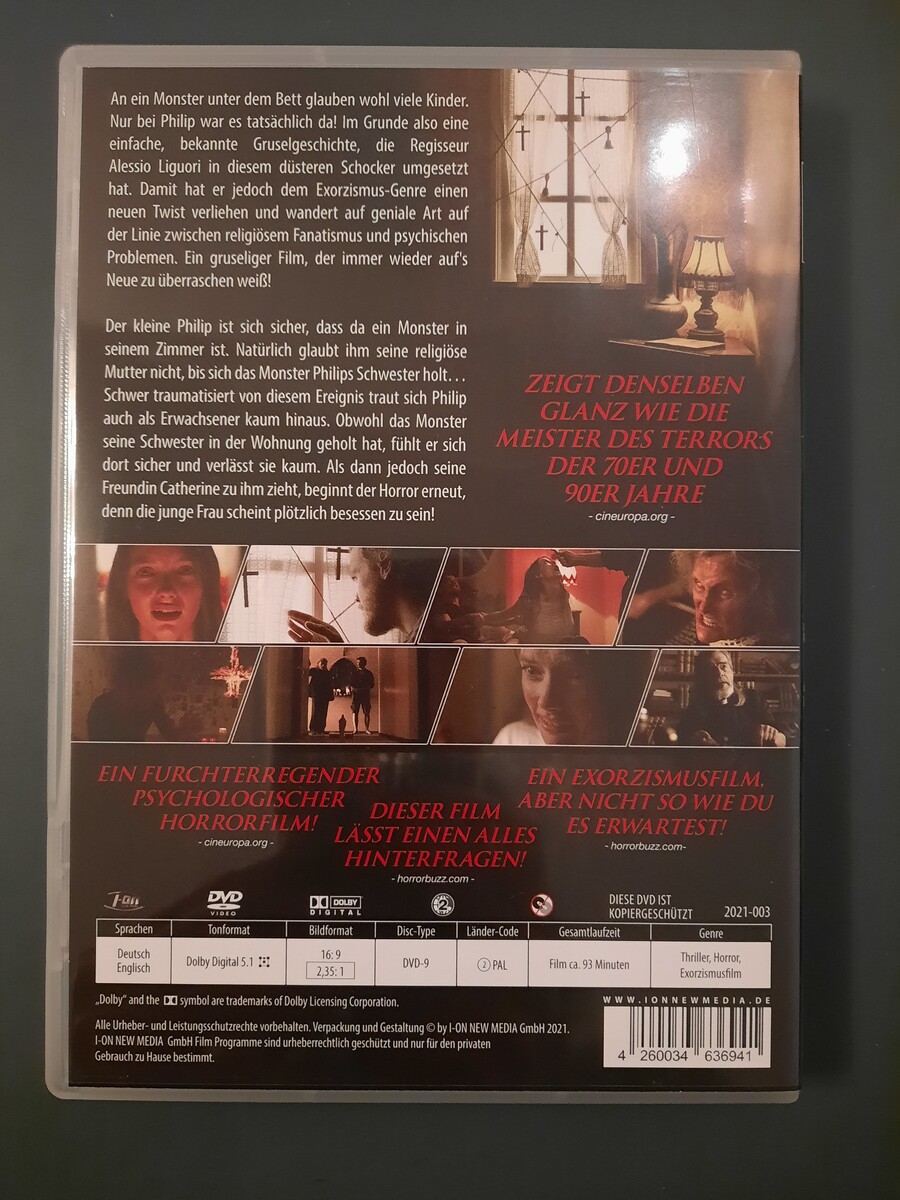 An ein Monster unter dem Bett glauben wohl viele Kinder.
Nur bei Philip war es tatsächlich da! Im Grunde also eine
einfache, bekannte Gruselgeschichte, die Regisseur
Alessio Liguori in diesem düsteren Schocker umgesetzt
hat. Damit hat er jedoch dem Exorzismus-Genre einen
neuen Twist verliehen und wandert auf geniale Art auf
der Linie zwischen religiösem Fanatismus und psychischen
Problemen. Ein gruseliger Film, der immer wieder auf's
Neue zu überraschen weiß!
Der kleine Philip ist sich sicher, dass da ein Monster in
seinem Zimmer ist. Natürlich glaubt ihm seine religiöse
Mutter nicht, bis sich das Monster Philips Schwester holt...
Schwer traumatisiert von diesem Ereignis traut sich Philip
auch als Erwachsener kaum hinaus. Obwohl das Monster
seine Schwester in der Wohnung geholt hat, fühlt er sich
dort sicher und verlässt sie kaum. Als dann jedoch seine
Freundin Catherine zu ihm zieht, beginnt der Horror erneut,
denn die junge Frau scheint plötzlich besessen zu sein!
ZEIGT DENSELBEN
GLANZ WIE DIE
MEISTER DES TERRORS
DER 70ER UND
90ER JAHRE
- cineuropa.org -
EIN FURCHTERREGENDER
PSYCHOLOGISCHER
HORRORFILM!
- cineuropa.org -
DIESER FILM
LÄSST EINEN ALLES
HINTERFRAGEN!
- horrorbuzz.com -
EIN EXORZISMUSFILM,
ABER NICHT SO WIE DU
ES ERWARTEST!
- horrorbuzz.com-
I-ON
DVD
VIDEO
DOLBY
DIGITAL
2
DIESE DVD IST
KOPIERGESCHÜTZT
2021-003
Sprachen Tonformat Bildformat Disc-Type Länder-Code Gesamtlaufzeit Genre
Deutsch
Englisch
Dolby Digital 5.1
16: 9
2,35: 1
DVD-9
2 PAL
Film ca. 93 Minuten
Thriller, Horror,
Exorzismusfilm
„Dolby" and the symbol are trademarks of Dolby Licensing Corporation.
WWW.IONNEWMEDIA.DE
Alle Urheber- und Leistungsschutzrechte vorbehalten. Verpackung und Gestaltung © by I-ON NEW MEDIA GmbH 2021.
I-ON NEW MEDIA GmbH Film Programme sind urheberrechtlich geschützt und nur für den privaten
Gebrauch zu Hause bestimmt.
4 260034 636941